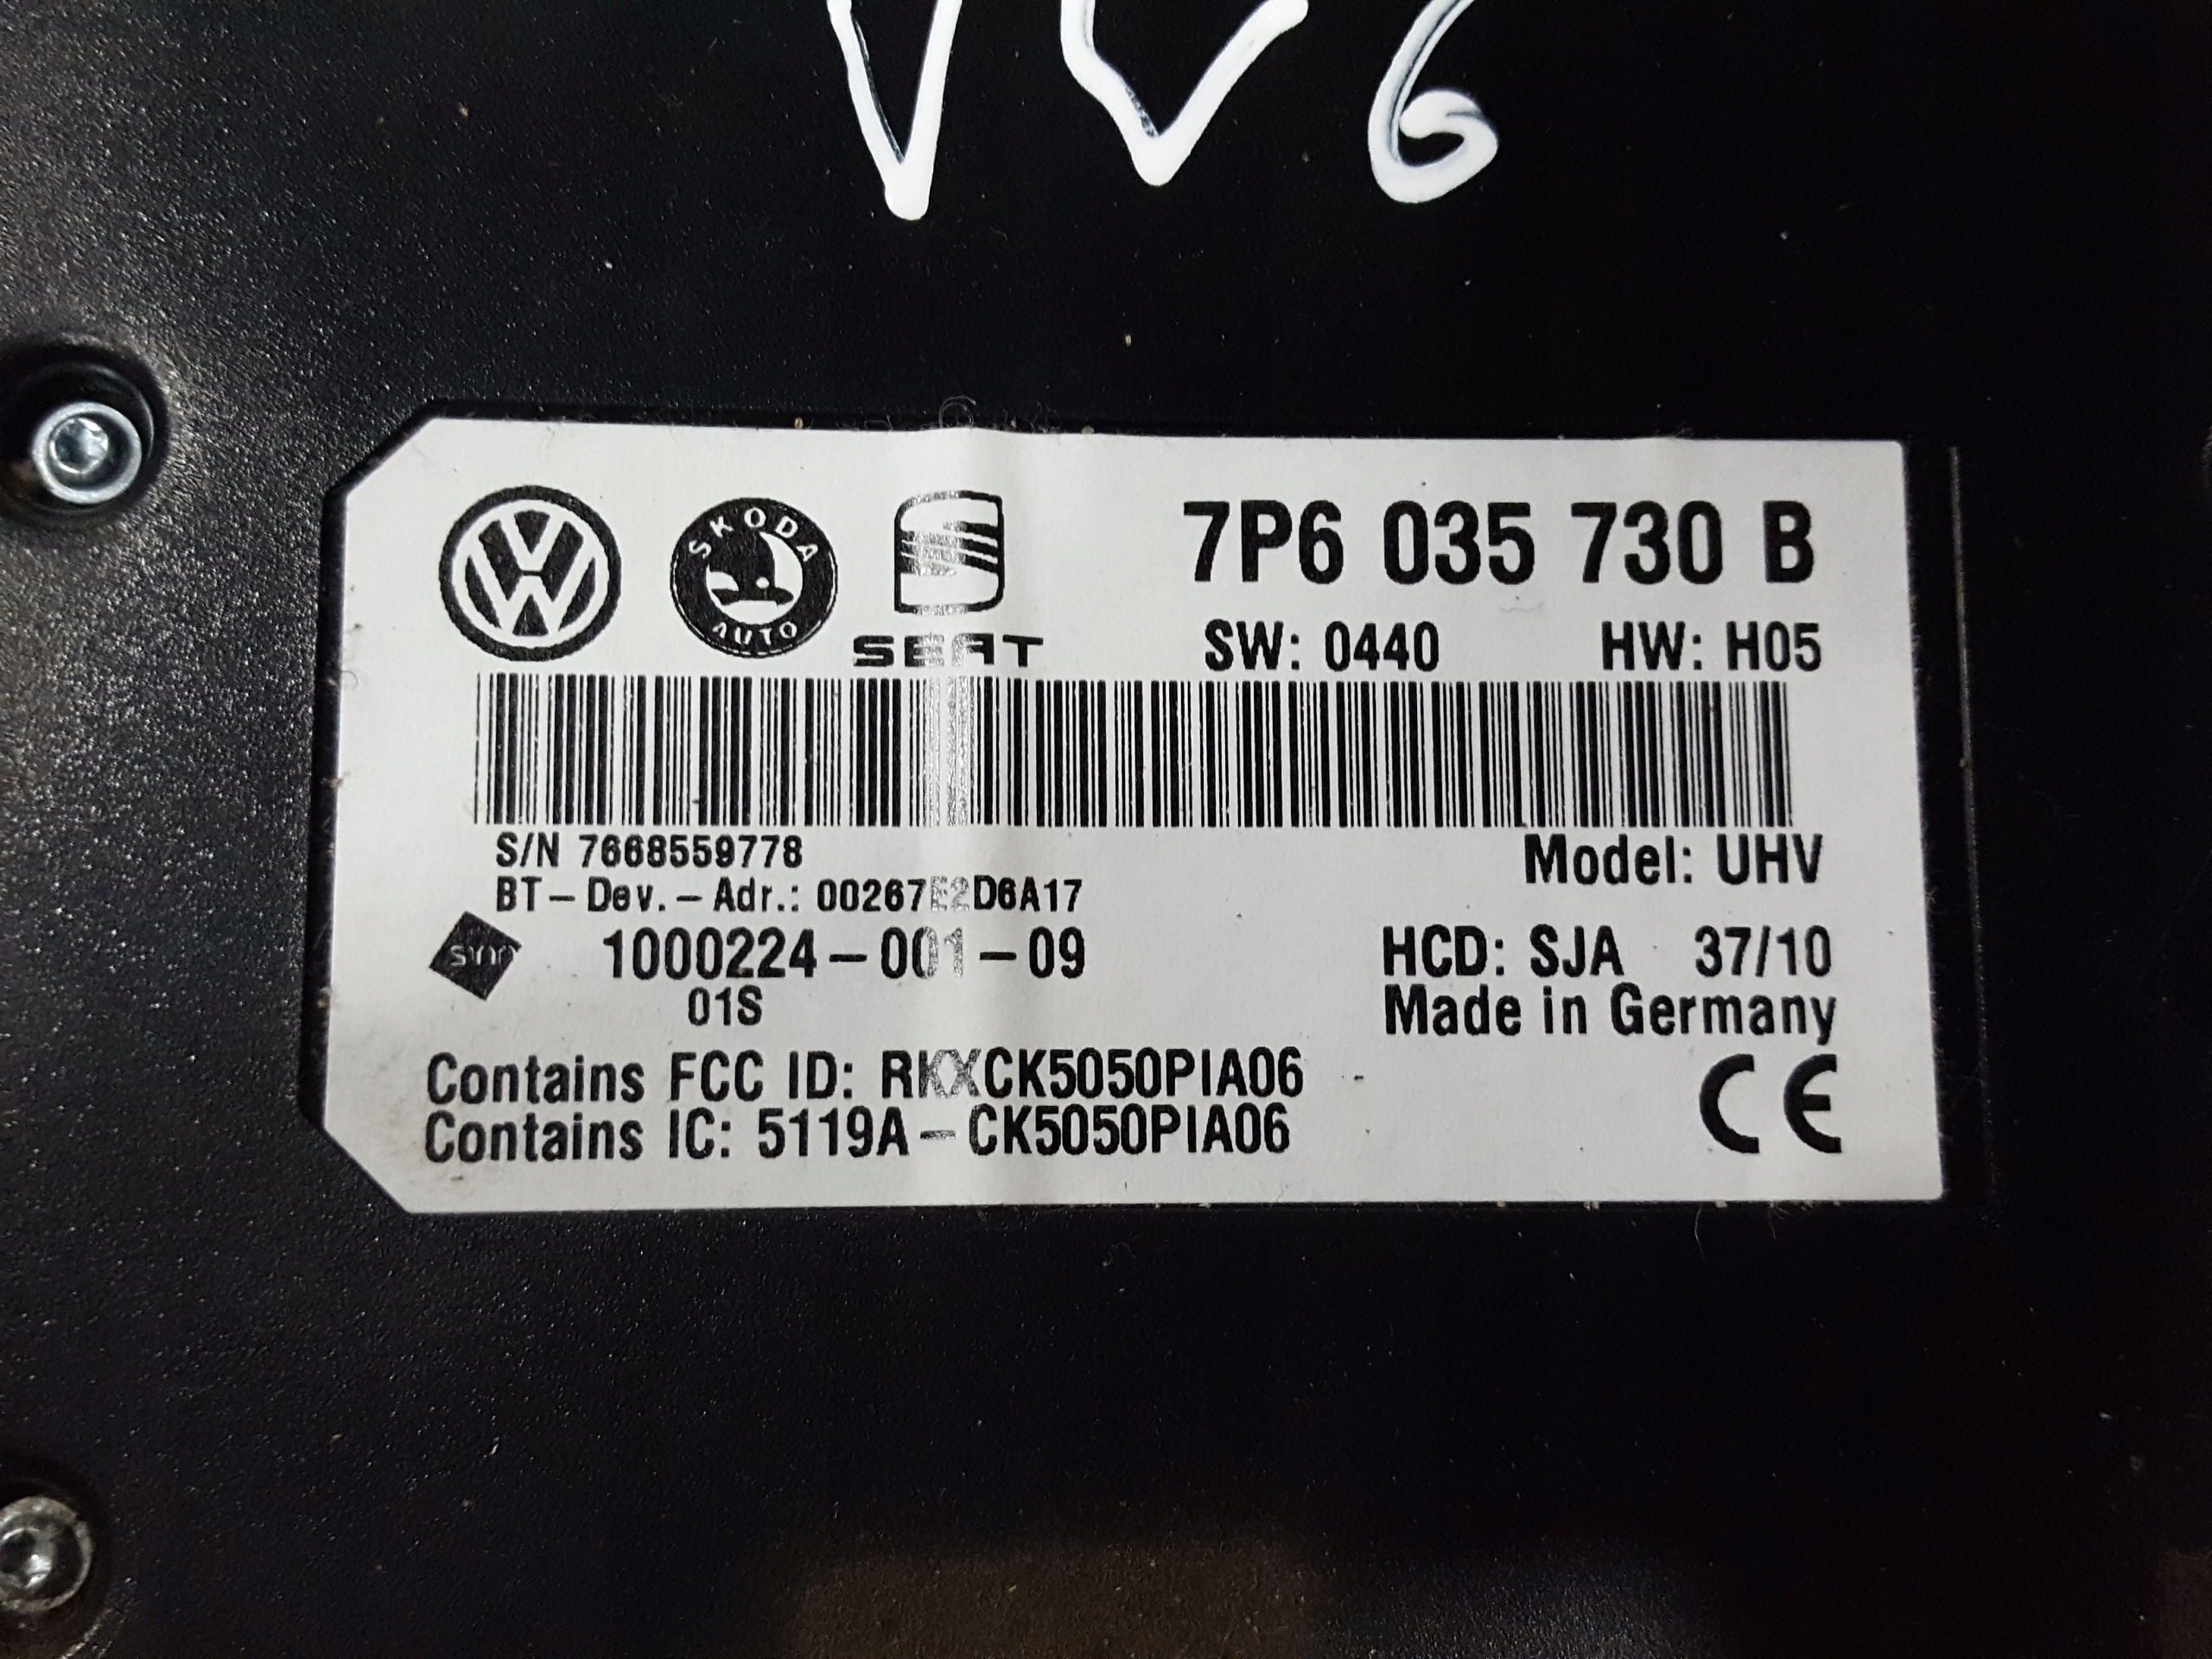 VW6
SKODA
AUTO
SEAT
7P6 035 730 B
SW: 0440 HW: H05
S/N 7668559778
Model: UHV
BT-Dev.-Adr.: 00267E2D6A17
1000224-001-09
HCD: SJA 37/10
01S
Made in Germany
Contains FCC ID: RKXCK5050PIA06
Contains IC: 5119A-CK5050PIA06
CE